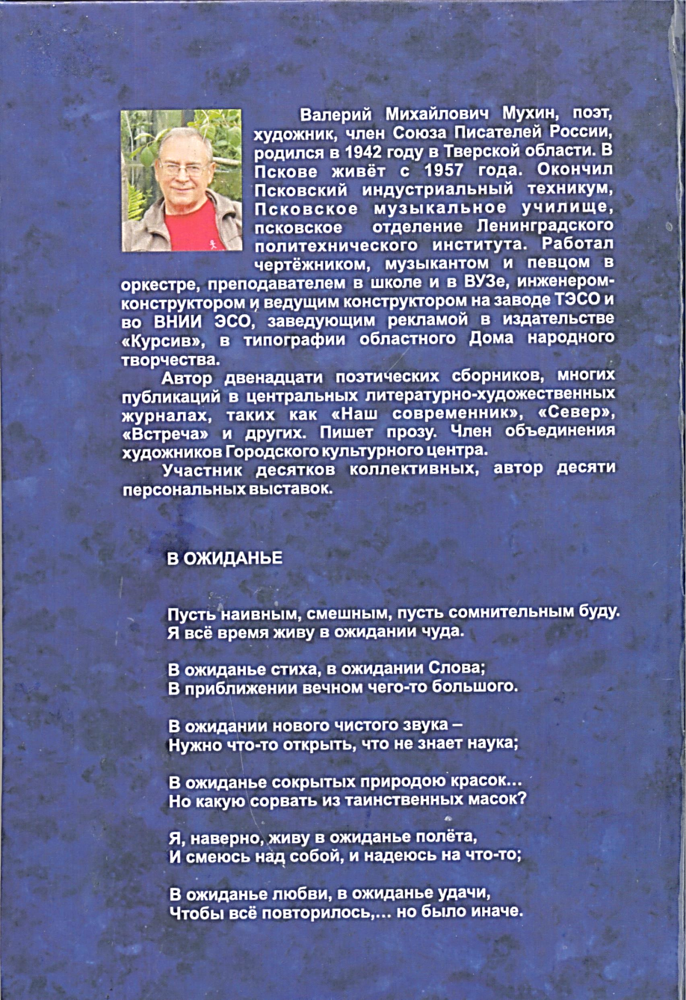 Валерий Михайлович Мухин, поэт,
художник, член Союза Писателей России,
родился в 1942 году в Тверской области. В
Пскове живёт с 1957 года. Окончил
Псковский индустриальный техникум,
Псковское музыкальное училище,
псковское отделение Ленинградского
политехнического института. Работал
чертёжником, музыкантом и певцом в
оркестре, преподавателем в школе и в ВУЗе, инженером-
конструктором и ведущим конструктором на заводе ТЭСО и
во ВНИИ ЭСО, заведующим рекламой в издательстве
«Курсив», в типографии областного Дома народного
творчества.
Автор двенадцати поэтических сборников, многих
публикаций в центральных литературно-художественных
журналах, таких как «Наш современник», «Север»,
«Встреча» и других. Пишет прозу. Член объединения
художников Городского культурного центра.
Участник десятков коллективных, автор десяти
персональных выставок.
В ОЖИДАНЬЕ
Пусть наивным, смешным, пусть сомнительным буду.
Я всё время живу в ожидании чуда.
В ожиданье стиха, в ожидании Слова;
В приближении вечном чего-то большого.
В ожидании нового чистого звука –
Нужно что-то открыть, что не знает наука;
В ожиданье сокрытых природою красок...
Но какую сорвать из таинственных масок?
Я, наверно, живу в ожиданье полёта,
И смеюсь над собой, и надеюсь на что-то;
В ожиданье любви, в ожиданье удачи,
Чтобы всё повторилось,... но было иначе.